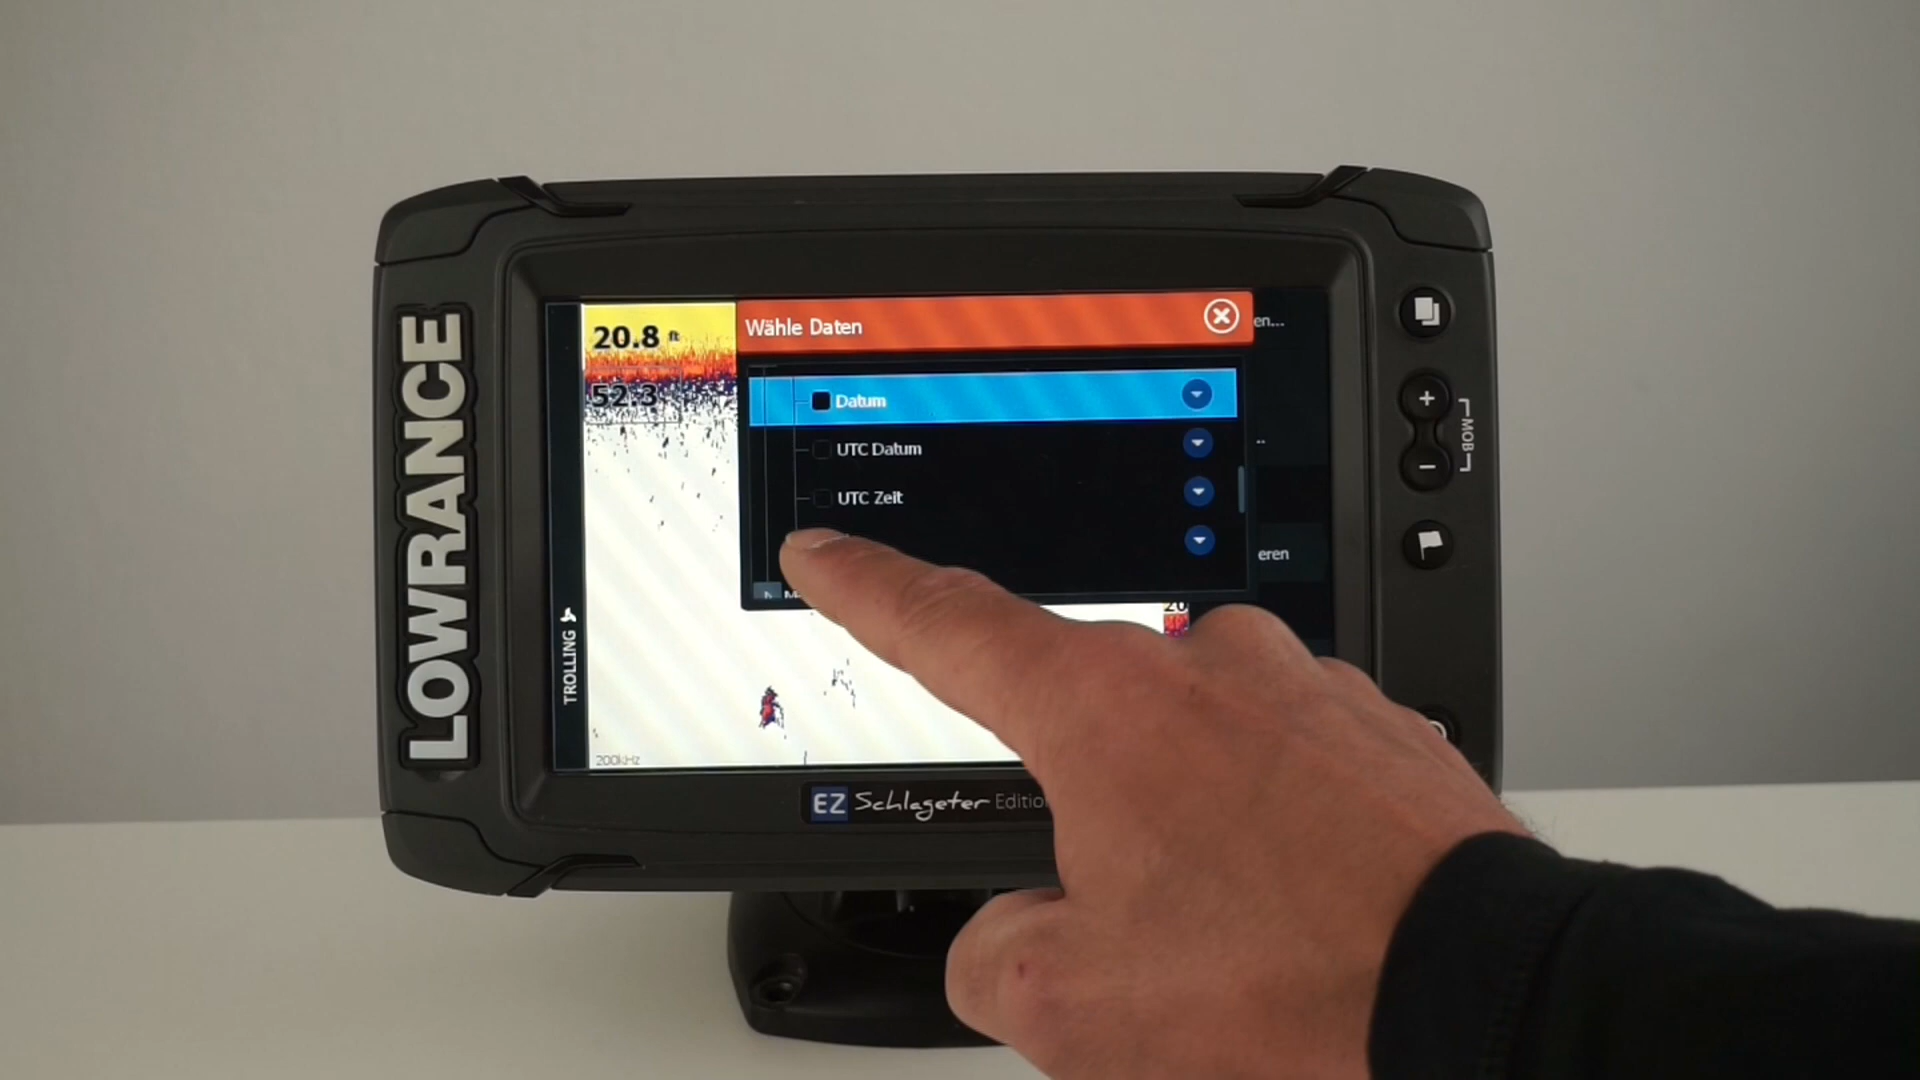 LOWRANCE
TROLLING
20.8 ft
52.3
Wähle Daten
en...
Datum
UTC Datum
UTC Zeit
eren
20
200kHz
+
MOB
−
EZ Schlageter Edition